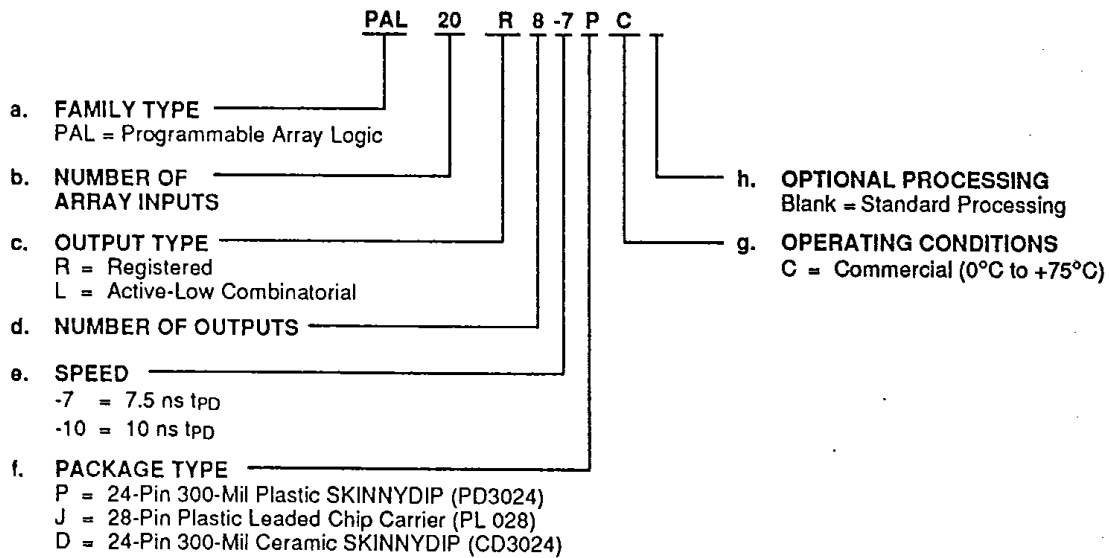 PAL 20 R 8 -7 P C
a. FAMILY TYPE
PAL = Programmable Array Logic
b. NUMBER OF
ARRAY INPUTS
c. OUTPUT TYPE
R = Registered
L = Active-Low Combinatorial
d. NUMBER OF OUTPUTS
e. SPEED
-7 = 7.5 ns tPD
-10 = 10 ns tPD
f. PACKAGE TYPE
P = 24-Pin 300-Mil Plastic SKINNYDIP (PD3024)
J = 28-Pin Plastic Leaded Chip Carrier (PL 028)
D = 24-Pin 300-Mil Ceramic SKINNYDIP (CD3024)
h. OPTIONAL PROCESSING
Blank = Standard Processing
g. OPERATING CONDITIONS
C = Commercial (0°C to +75°C)